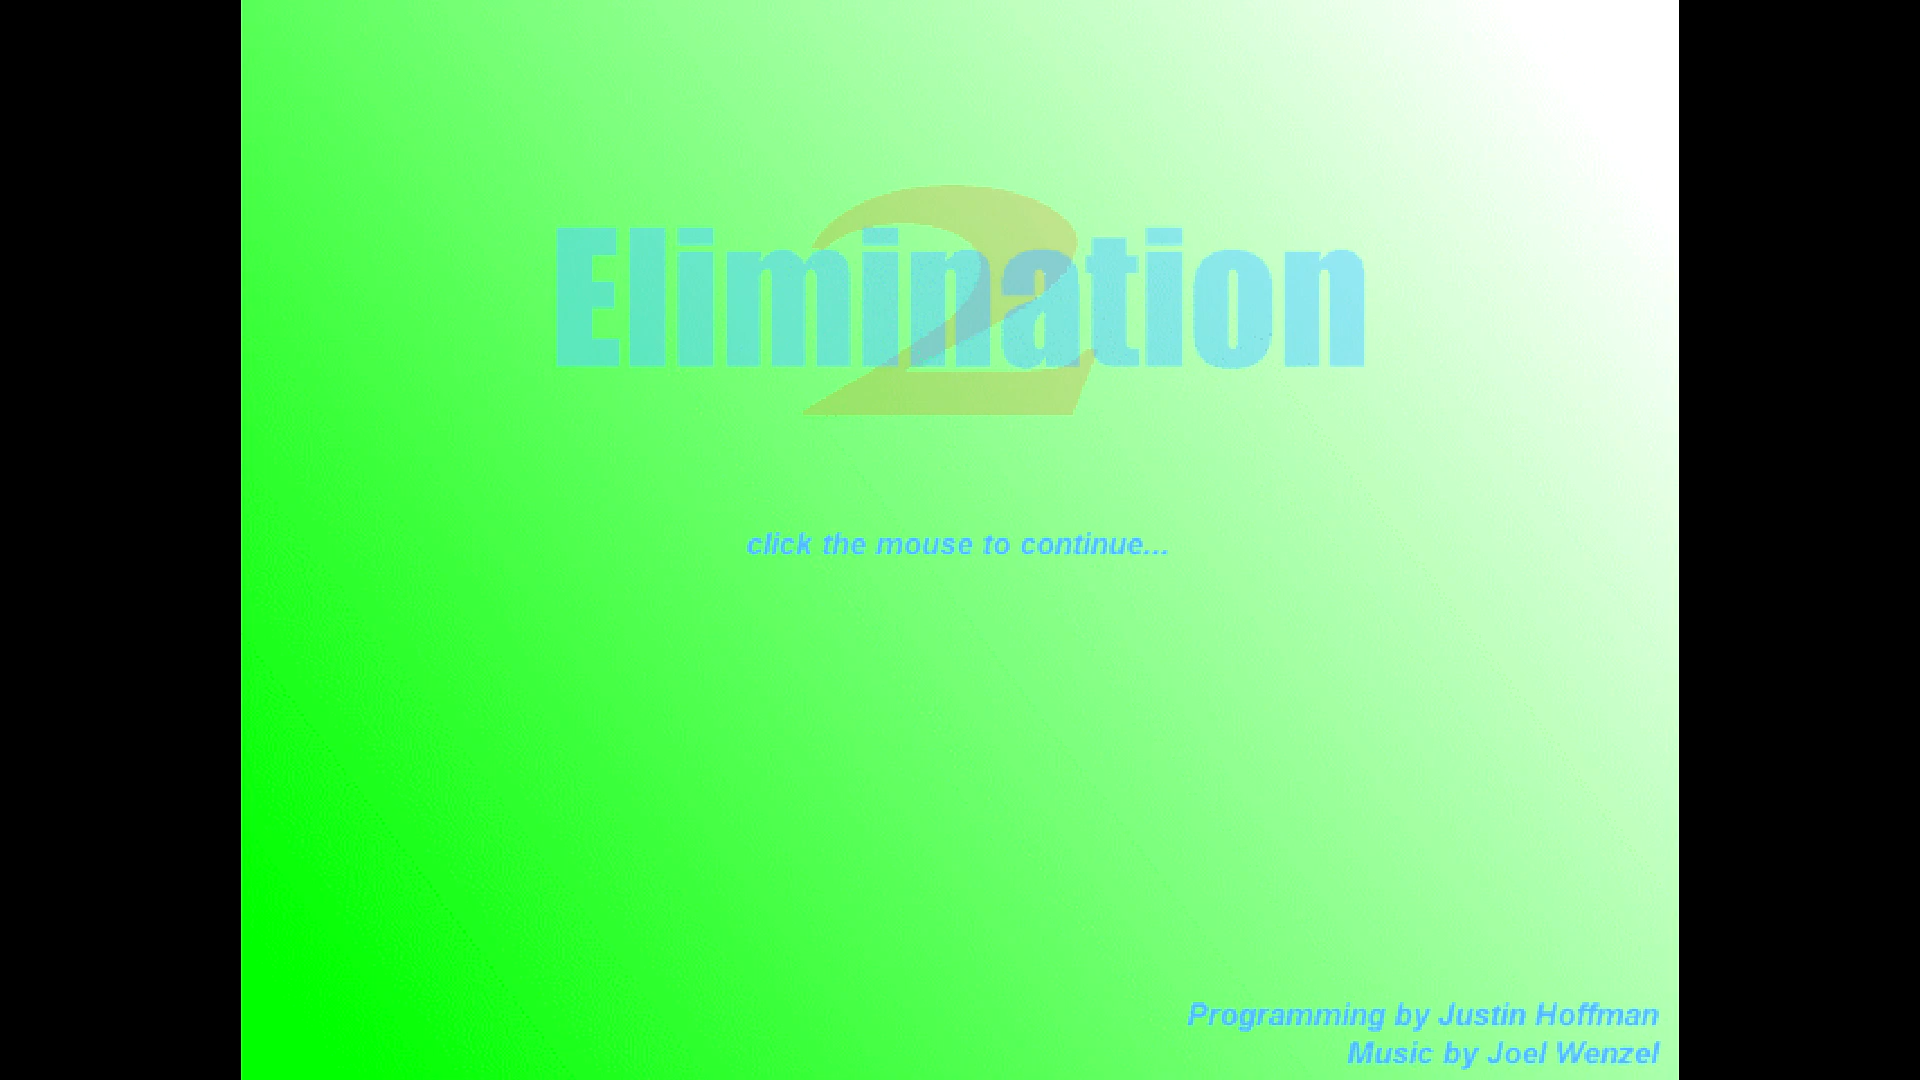 Elimination
2
click the mouse to continue...
Programming by Justin Hoffman
Music by Joel Wenzel